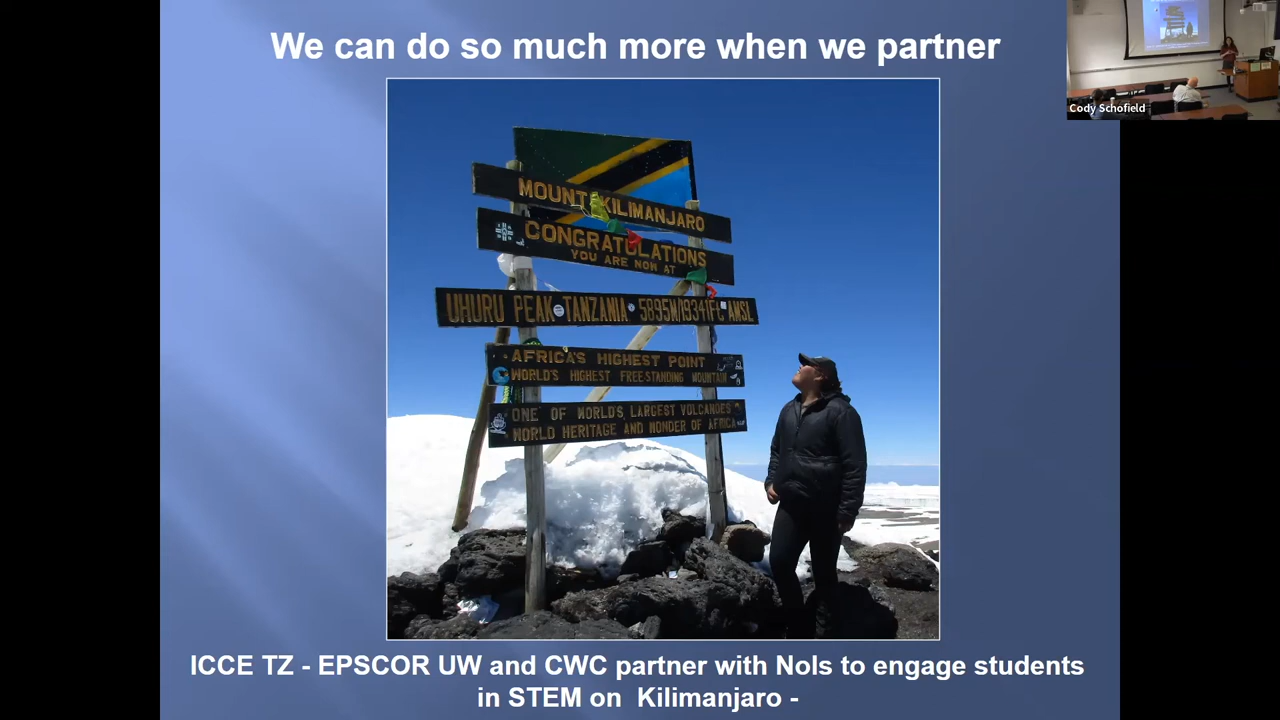 We can do so much more when we partner
MOUNT KILIMANJARO
CONGRATULATIONS
YOU ARE NOW AT
UHURU PEAK TANZANIA 5895M/19341FT AMSL
AFRICA'S HIGHEST POINT
WORLD'S HIGHEST FREE-STANDING MOUNTAIN
ONE OF WORLD'S LARGEST VOLCANOES
WORLD HERITAGE AND WONDER OF AFRICA
ICCE TZ - EPSCOR UW and CWC partner with Nols to engage students
in STEM on Kilimanjaro -
Cody Schofield